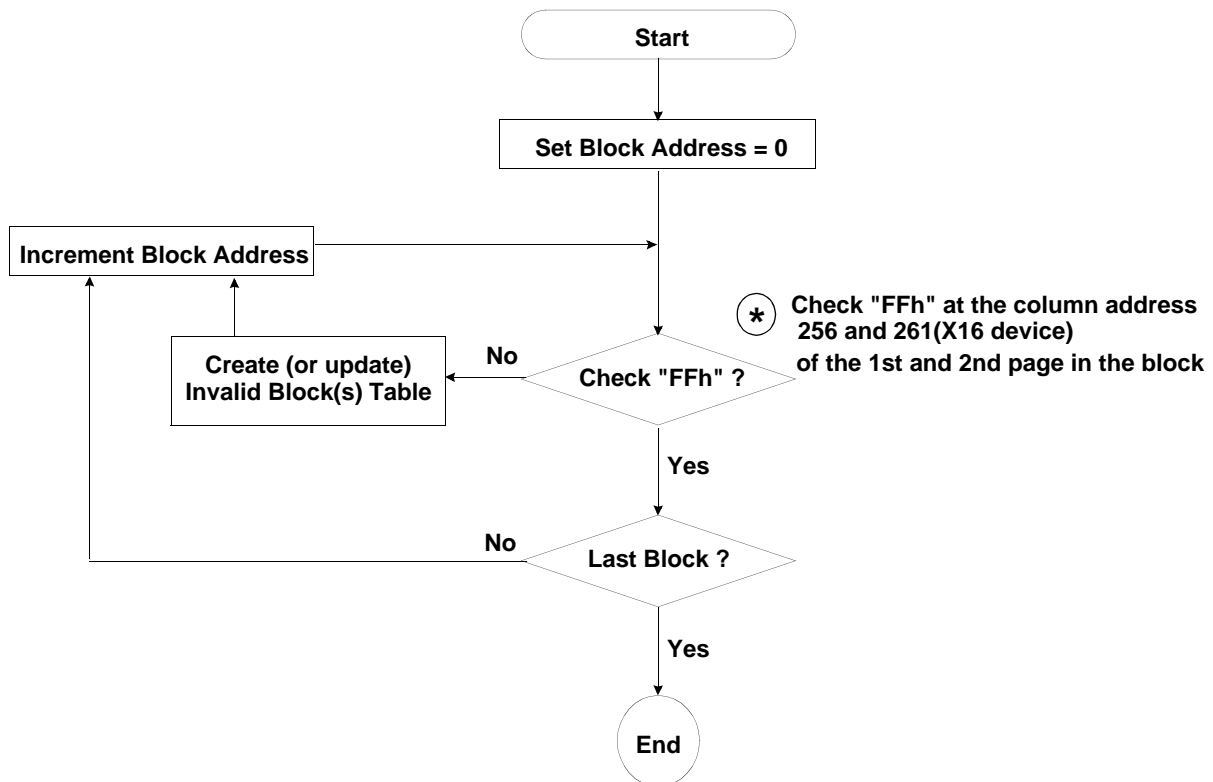 Start
Set Block Address = 0
Increment Block Address
* Check "FFh" at the column address
256 and 261(X16 device)
of the 1st and 2nd page in the block
No
Create (or update)
Invalid Block(s) Table
Check "FFh" ?
Yes
No
Last Block ?
Yes
End